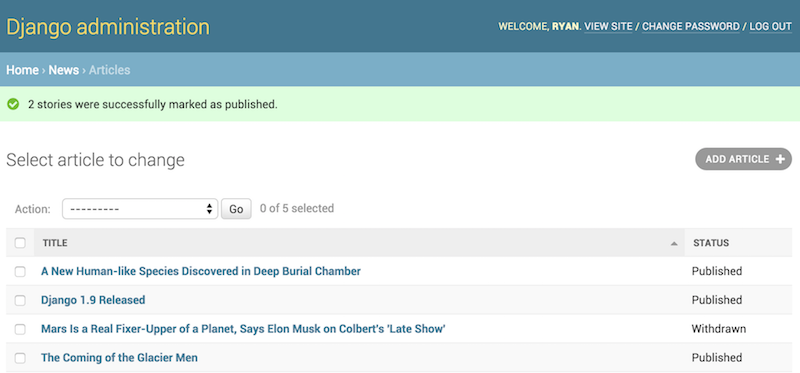 Django administration
WELCOME, RYAN. VIEW SITE / CHANGE PASSWORD / LOG OUT
Home › News › Articles
2 stories were successfully marked as published.
Select article to change
ADD ARTICLE +
Action: --------- Go 0 of 5 selected
TITLE STATUS
A New Human-like Species Discovered in Deep Burial Chamber Published
Django 1.9 Released Published
Mars Is a Real Fixer-Upper of a Planet, Says Elon Musk on Colbert's 'Late Show' Withdrawn
The Coming of the Glacier Men Published